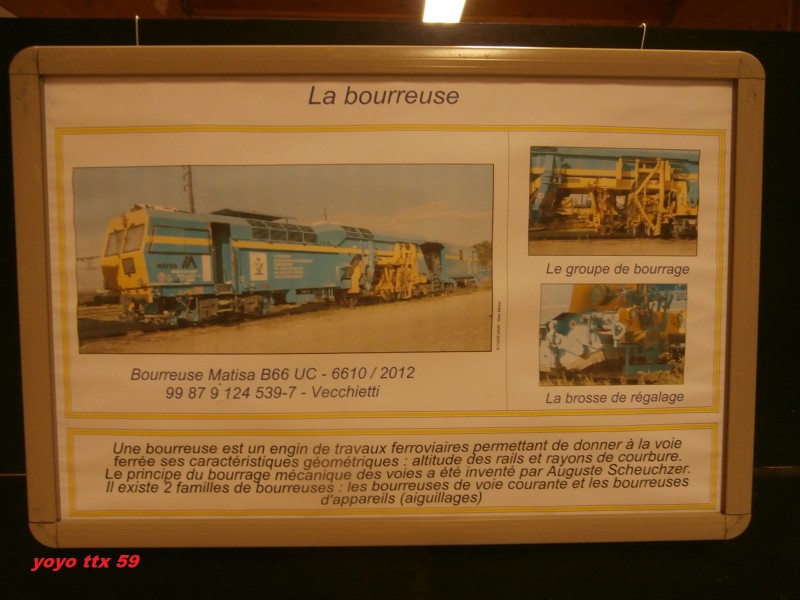 La bourreuse
MATISA
Bourreuse Matisa B66 UC - 6610 / 2012
99 87 9 124 539-7 - Vecchietti
Le groupe de bourrage
La brosse de régalage
Une bourreuse est un engin de travaux ferroviaires permettant de donner à la voie
ferrée ses caractéristiques géométriques : altitude des rails et rayons de courbure.
Le principe du bourrage mécanique des voies a été inventé par Auguste Scheuchzer.
Il existe 2 familles de bourreuses : les bourreuses de voie courante et les bourreuses
d'appareils (aiguillages)
yoyo ttx 59